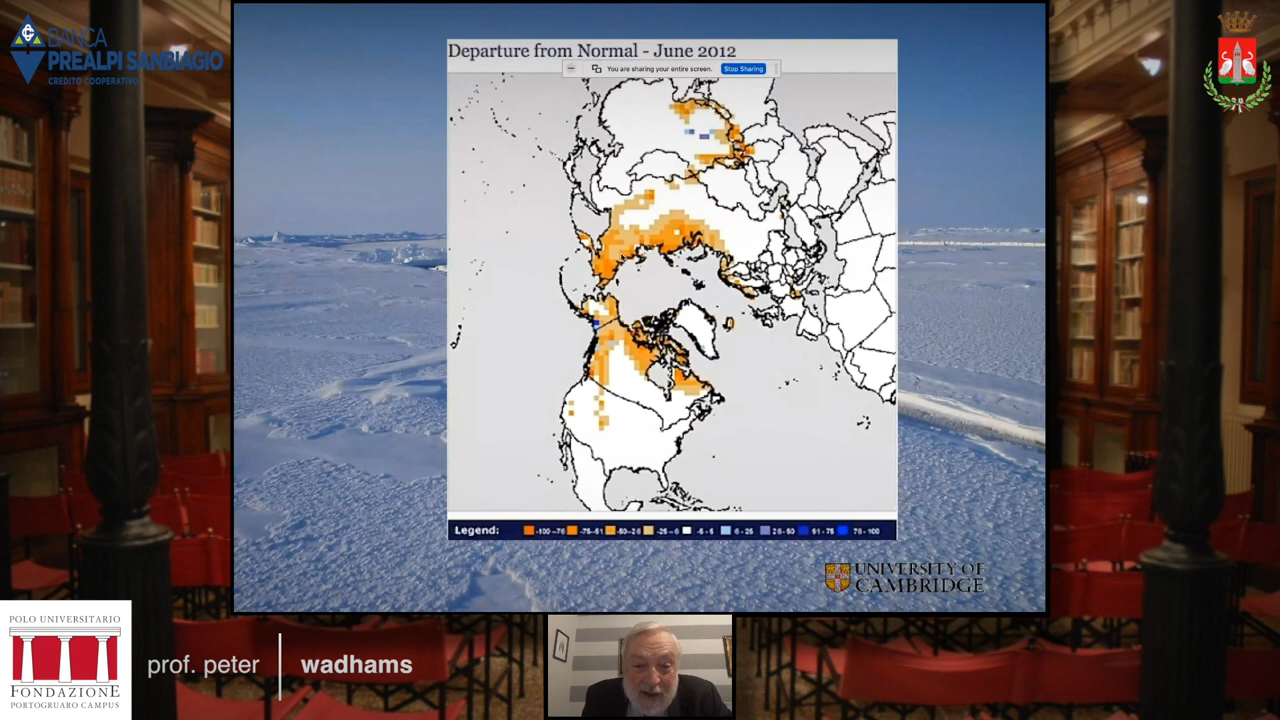 BANCA
PREALPI SANBIAGIO
CREDITO COOPERATIVO
Departure from Normal - June 2012
You are sharing your entire screen. Stop Sharing
Legend: -100--76 -75--51 -50--26 -25--6 -5-5 6-25 26-50 51-75 76-100
UNIVERSITY OF
CAMBRIDGE
POLO UNIVERSITARIO
FONDAZIONE
PORTOGRUARO CAMPUS
prof. peter wadhams